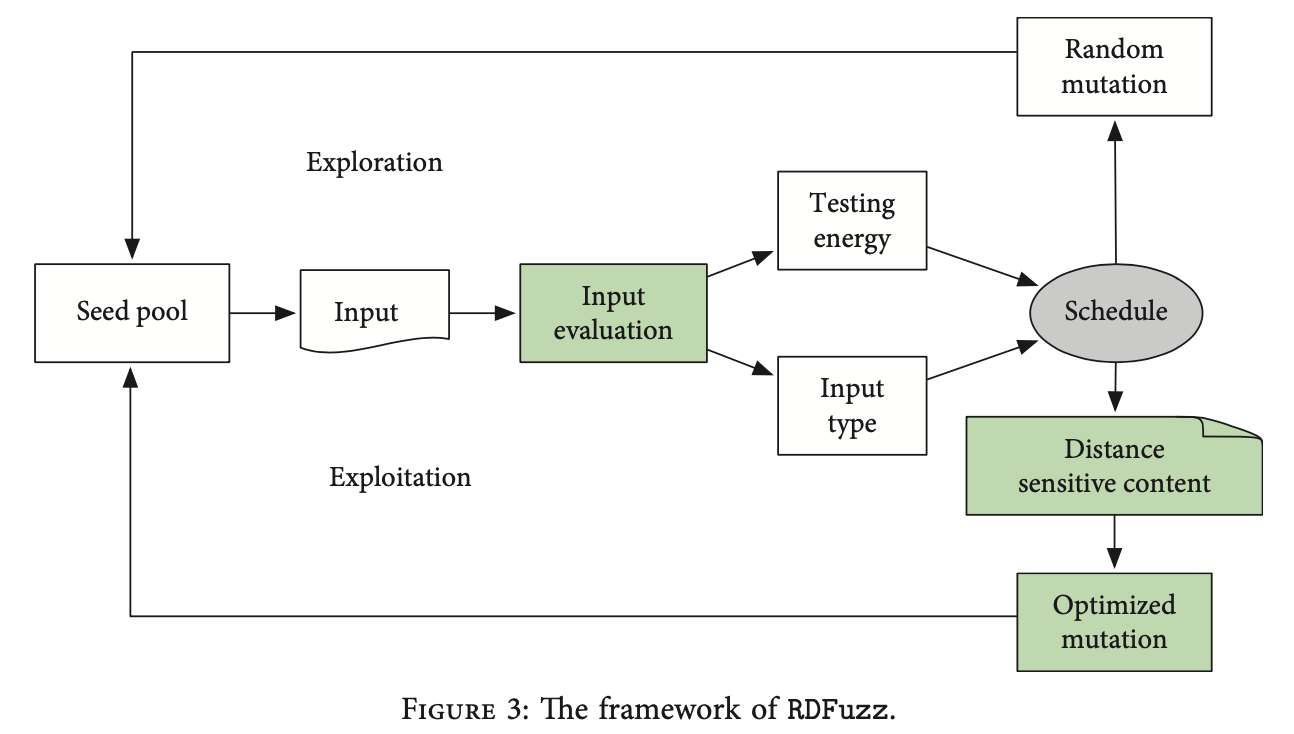 Random
mutation
Exploration
Testing
energy
Seed pool
Input
Input
evaluation
Schedule
Input
type
Distance
sensitive content
Exploitation
Optimized
mutation
Figure 3: The framework of RDFuzz.